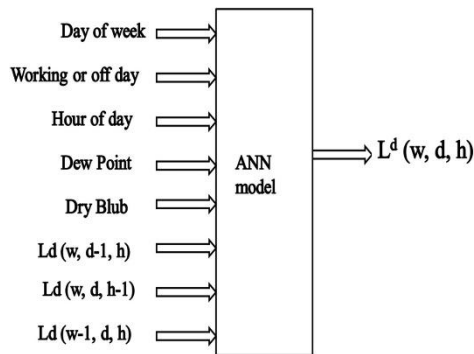 Day of week
Working or off day
Hour of day
Dew Point
Dry Blub
Ld (w, d-1, h)
Ld (w, d, h-1)
Ld (w-1, d, h)
ANN
model
L^d (w, d, h)